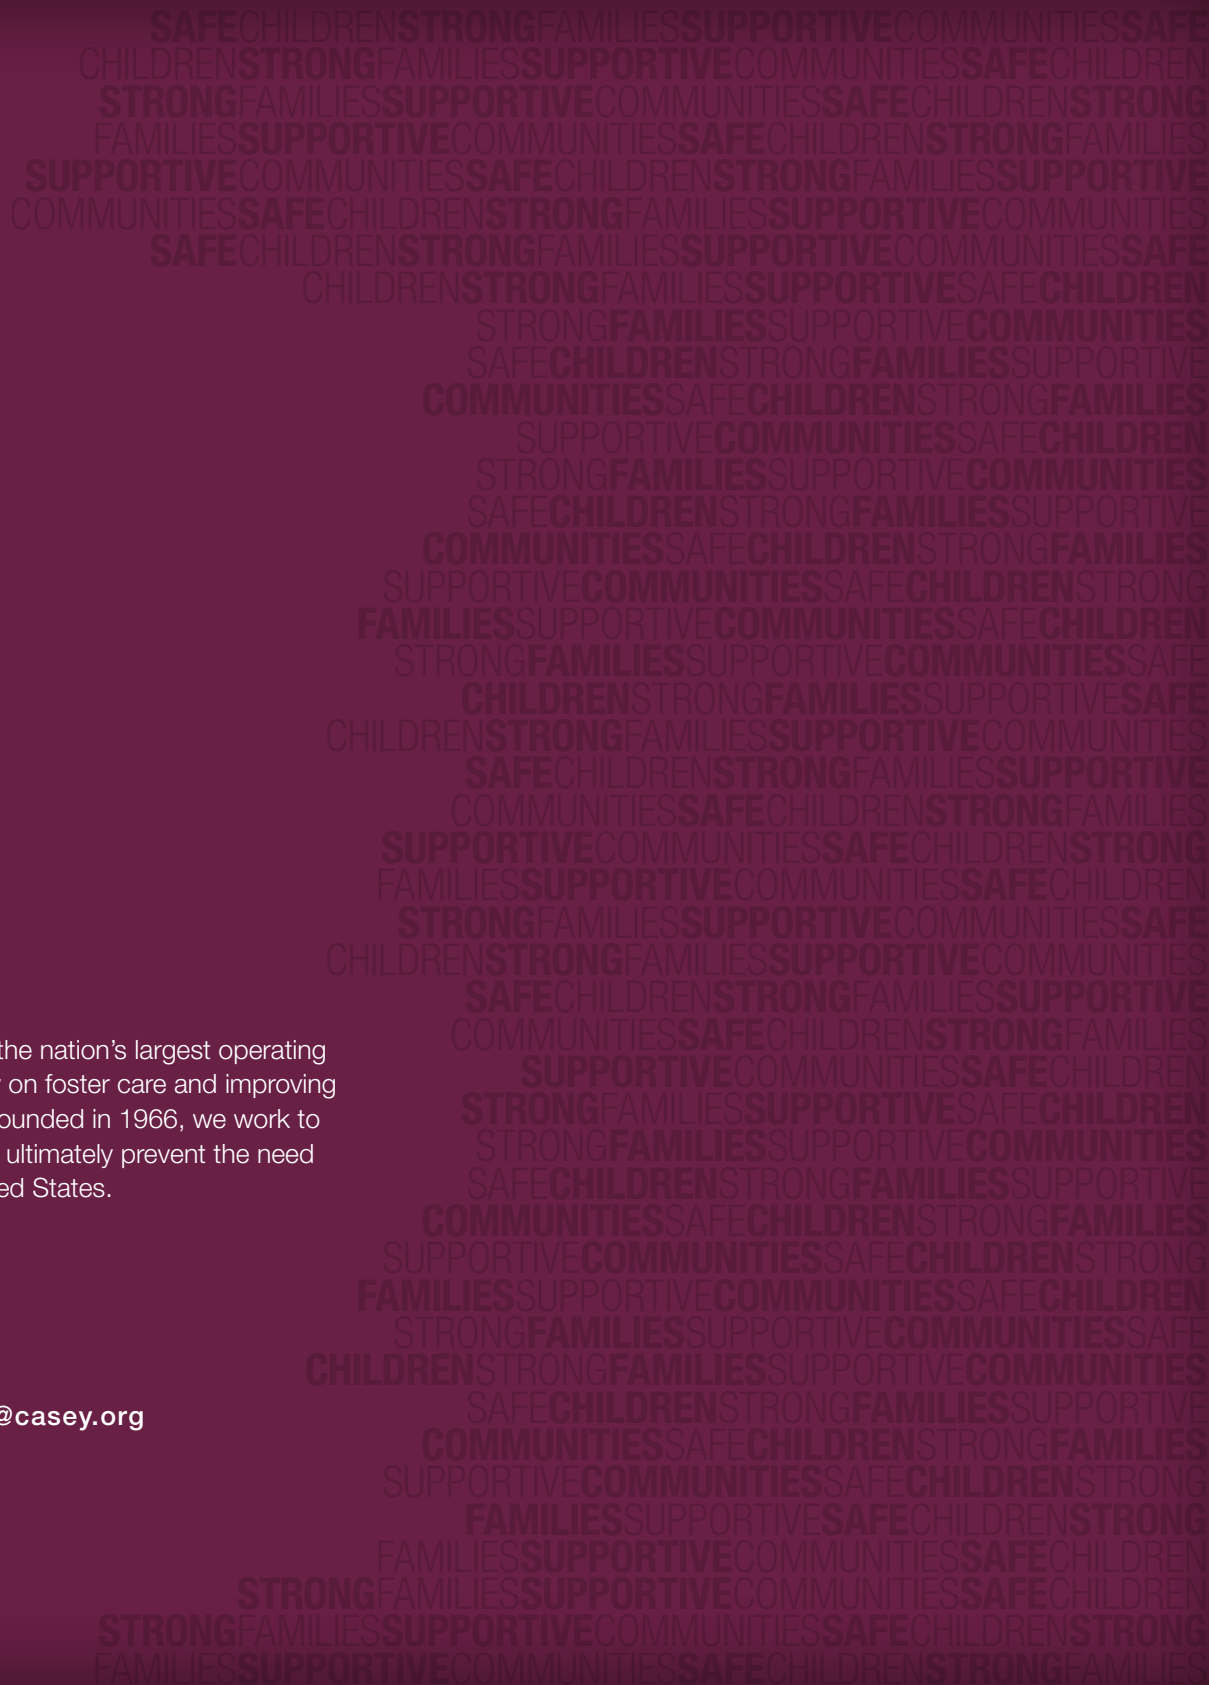 SAFECHILDRENSTRONGFAMILIESSUPPORTIVECOMMUNITIESSAFE
CHILDRENSTRONGFAMILIESSUPPORTIVECOMMUNITIESSAFECHILDREN
STRONGFAMILIESSUPPORTIVECOMMUNITIESSAFECHILDRENSTRONG
FAMILIESSUPPORTIVECOMMUNITIESSAFECHILDRENSTRONGFAMILIES
SUPPORTIVECOMMUNITIESSAFECHILDRENSTRONGFAMILIESSUPPORTIVE
COMMUNITIESSAFECHILDRENSTRONGFAMILIESSUPPORTIVECOMMUNITIES
SAFECHILDRENSTRONGFAMILIESSUPPORTIVECOMMUNITIESSAFE
CHILDRENSTRONGFAMILIESSUPPORTIVESAFECHILDREN
STRONGFAMILIESSUPPORTIVECOMMUNITIES
SAFECHILDRENSTRONGFAMILIESSUPPORTIVE
COMMUNITIESSAFECHILDRENSTRONGFAMILIES
SUPPORTIVECOMMUNITIESSAFECHILDREN
STRONGFAMILIESSUPPORTIVECOMMUNITIES
SAFECHILDRENSTRONGFAMILIESSUPPORTIVE
COMMUNITIESSAFECHILDRENSTRONGFAMILIES
SUPPORTIVECOMMUNITIESSAFECHILDRENSTRONG
FAMILIESSUPPORTIVECOMMUNITIESSAFECHILDREN
STRONGFAMILIESSUPPORTIVECOMMUNITIESSAFE
CHILDRENSTRONGFAMILIESSUPPORTIVESAFE
CHILDRENSTRONGFAMILIESSUPPORTIVECOMMUNITIES
SAFECHILDRENSTRONGFAMILIESSUPPORTIVE
COMMUNITIESSAFECHILDRENSTRONGFAMILIES
SUPPORTIVECOMMUNITIESSAFECHILDRENSTRONG
FAMILIESSUPPORTIVECOMMUNITIESSAFECHILDREN
STRONGFAMILIESSUPPORTIVECOMMUNITIESSAFE
CHILDRENSTRONGFAMILIESSUPPORTIVECOMMUNITIES
SAFECHILDRENSTRONGFAMILIESSUPPORTIVE
COMMUNITIESSAFECHILDRENSTRONGFAMILIES
SUPPORTIVECOMMUNITIESSAFECHILDREN
STRONGFAMILIESSUPPORTIVESAFECHILDREN
STRONGFAMILIESSUPPORTIVECOMMUNITIES
SAFECHILDRENSTRONGFAMILIESSUPPORTIVE
COMMUNITIESSAFECHILDRENSTRONGFAMILIES
SUPPORTIVECOMMUNITIESSAFECHILDRENSTRONG
FAMILIESSUPPORTIVECOMMUNITIESSAFECHILDREN
STRONGFAMILIESSUPPORTIVECOMMUNITIESSAFE
CHILDRENSTRONGFAMILIESSUPPORTIVECOMMUNITIES
SAFECHILDRENSTRONGFAMILIESSUPPORTIVE
COMMUNITIESSAFECHILDRENSTRONGFAMILIES
SUPPORTIVECOMMUNITIESSAFECHILDRENSTRONG
FAMILIESSUPPORTIVESAFECHILDRENSTRONG
FAMILIESSUPPORTIVECOMMUNITIESSAFECHILDREN
STRONGFAMILIESSUPPORTIVECOMMUNITIESSAFECHILDREN
STRONGFAMILIESSUPPORTIVECOMMUNITIESSAFECHILDRENSTRONG
FAMILIESSUPPORTIVECOMMUNITIESSAFECHILDRENSTRONGFAMILIES
the nation's largest operating
on foster care and improving
ounded in 1966, we work to
ultimately prevent the need
ed States.
@casey.org